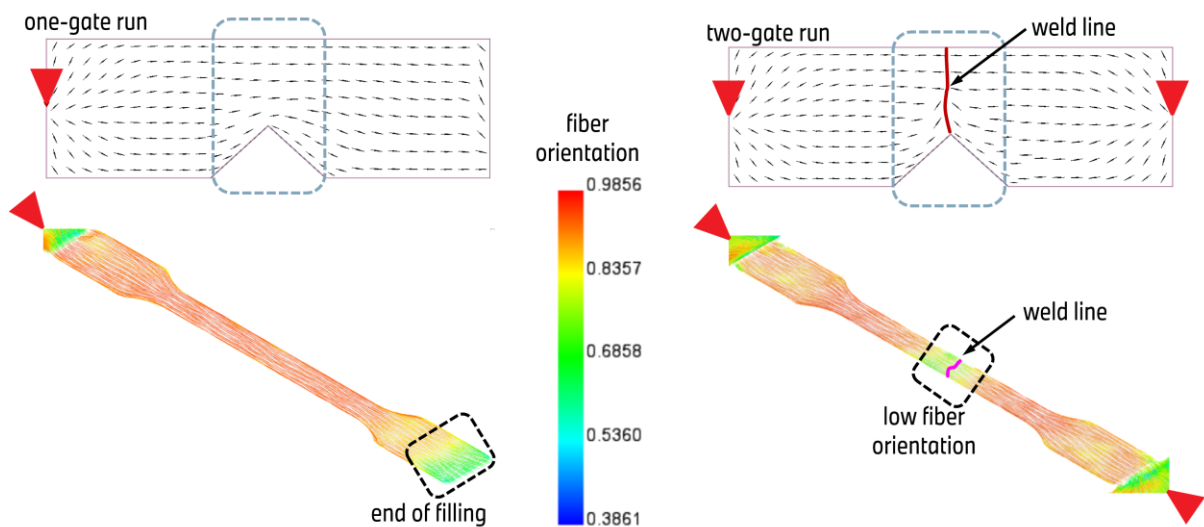 one-gate run
two-gate run
weld line
fiber
orientation
0.9856
0.8357
0.6858
0.5360
0.3861
end of filling
weld line
low fiber
orientation